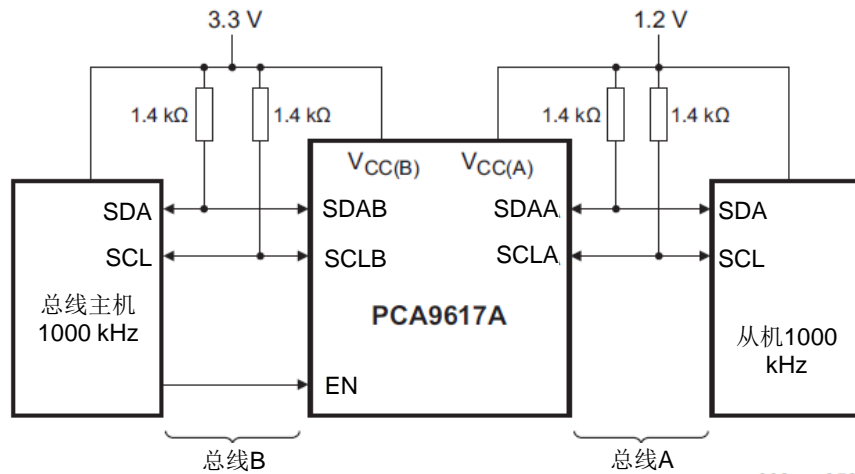 3.3 V
1.2 V
1.4 kΩ
1.4 kΩ
1.4 kΩ
1.4 kΩ
VCC(B)
VCC(A)
SDA
SDAB
SDAA
SDA
SCL
SCLB
SCLA
SCL
总线主机
1000 kHz
PCA9617A
从机1000
kHz
EN
总线B
总线A